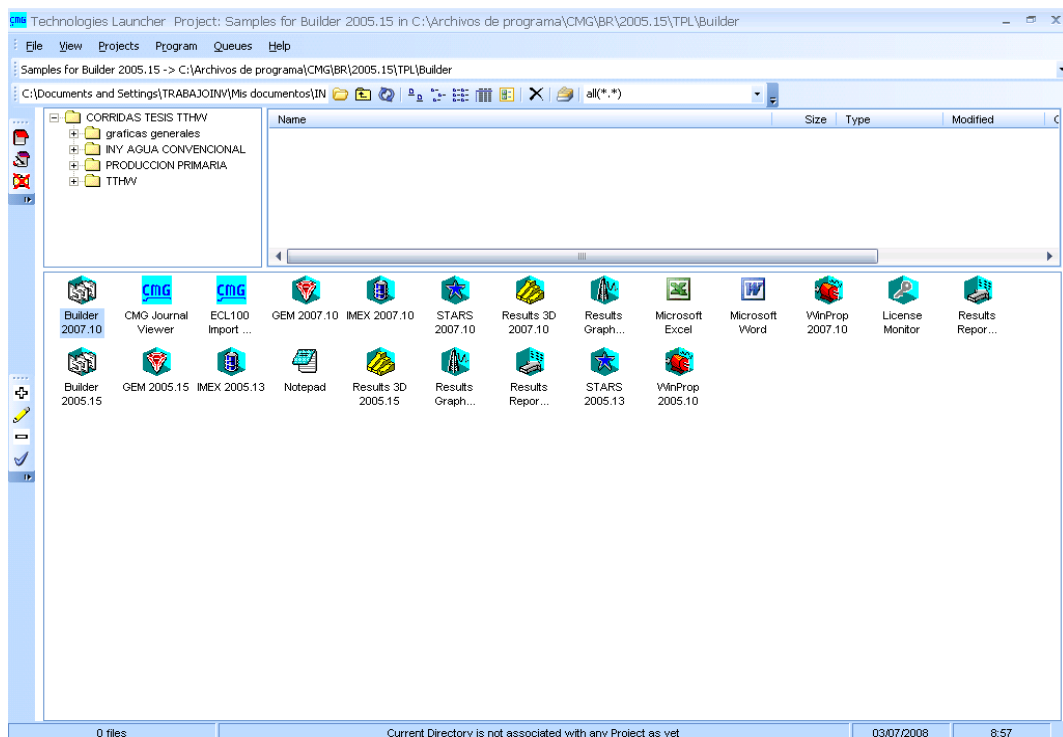 CMG Technologies Launcher Project: Samples for Builder 2005.15 in C:\Archivos de programa\CMG\BR\2005.15\TPL\Builder
File View Projects Program Queues Help
Samples for Builder 2005.15 -> C:\Archivos de programa\CMG\BR\2005.15\TPL\Builder
C:\Documents and Settings\TRABAJOINV\Mis documentos\IN all(*.*)
CORRIDAS TESIS TTHW
graficas generales
INY AGUA CONVENCIONAL
PRODUCCION PRIMARIA
TTHW
Name Size Type Modified
CMG CMG
Builder 2007.10
CMG Journal Viewer
ECL100 Import ...
GEM 2007.10
IMEX 2007.10
STARS 2007.10
Results 3D 2007.10
Results Graph...
Microsoft Excel
Microsoft Word
WinProp 2007.10
License Monitor
Results Repor...
Builder 2005.15
GEM 2005.15
IMEX 2005.13
Notepad
Results 3D 2005.15
Results Graph...
Results Repor...
STARS 2005.13
WinProp 2005.10
0 files Current Directory is not associated with any Project as yet 03/07/2008 8:57